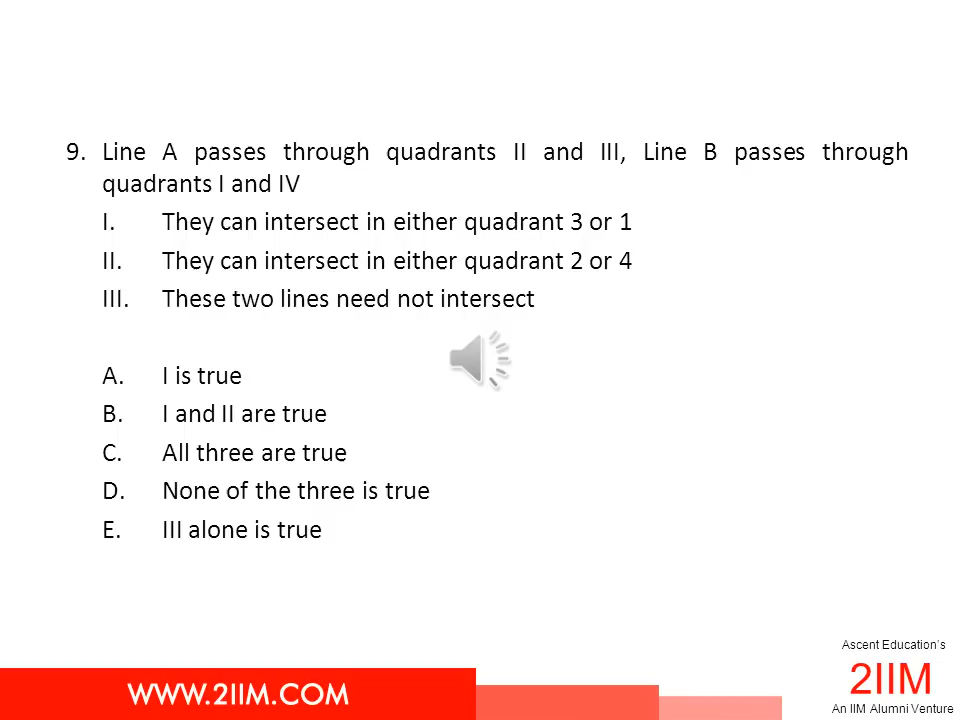 9. Line A passes through quadrants II and III, Line B passes through
quadrants I and IV
I. They can intersect in either quadrant 3 or 1
II. They can intersect in either quadrant 2 or 4
III. These two lines need not intersect
A. I is true
B. I and II are true
C. All three are true
D. None of the three is true
E. III alone is true
Ascent Education's
2IIM
An IIM Alumni Venture
WWW.2IIM.COM